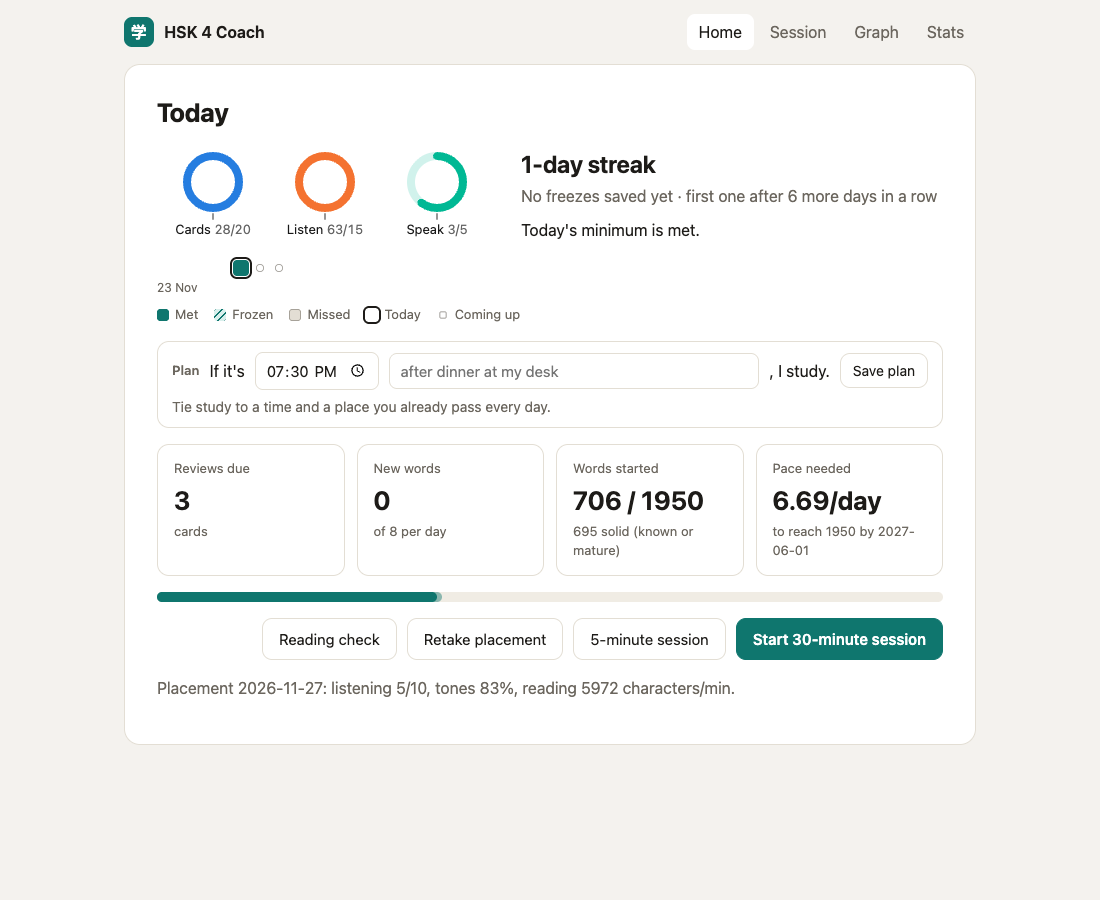 学 HSK 4 Coach
Home Session Graph Stats
Today
Cards 28/20 Listen 63/15 Speak 3/5
1-day streak
No freezes saved yet · first one after 6 more days in a row
Today's minimum is met.
23 Nov
Met Frozen Missed Today Coming up
Plan If it's 07:30 PM after dinner at my desk , I study. Save plan
Tie study to a time and a place you already pass every day.
Reviews due
3
cards
New words
0
of 8 per day
Words started
706 / 1950
695 solid (known or
mature)
Pace needed
6.69/day
to reach 1950 by 2027-
06-01
Reading check Retake placement 5-minute session Start 30-minute session
Placement 2026-11-27: listening 5/10, tones 83%, reading 5972 characters/min.